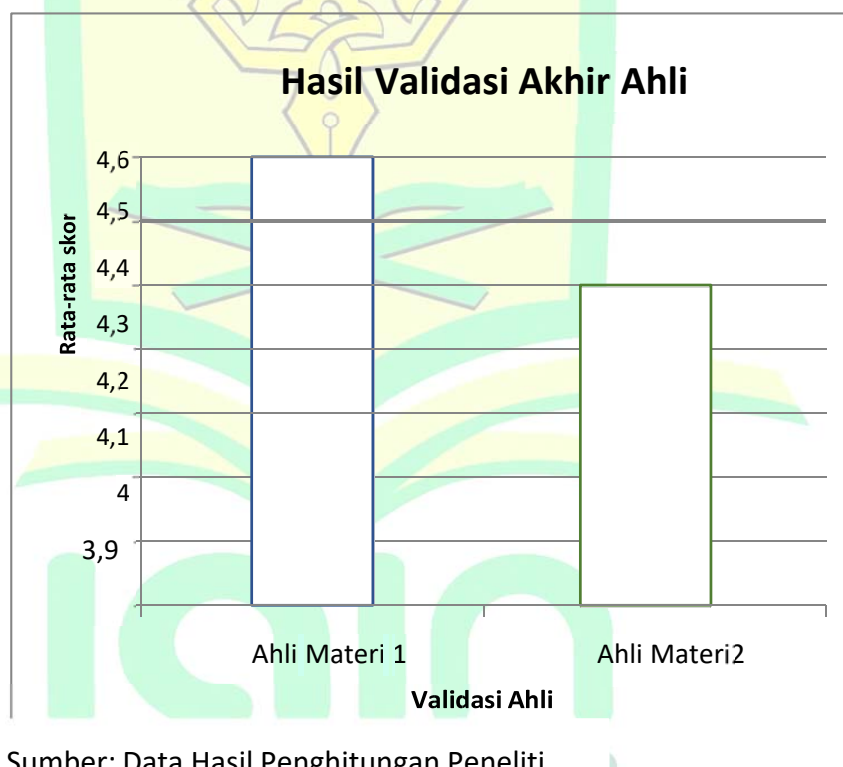 Hasil Validasi Akhir Ahli
4,6
4,5
4,4
4,3
4,2
4,1
4
3,9
Rata-rata skor
Ahli Materi 1
Ahli Materi2
Validasi Ahli
Sumber: Data Hasil Penghitungan Peneliti
iain